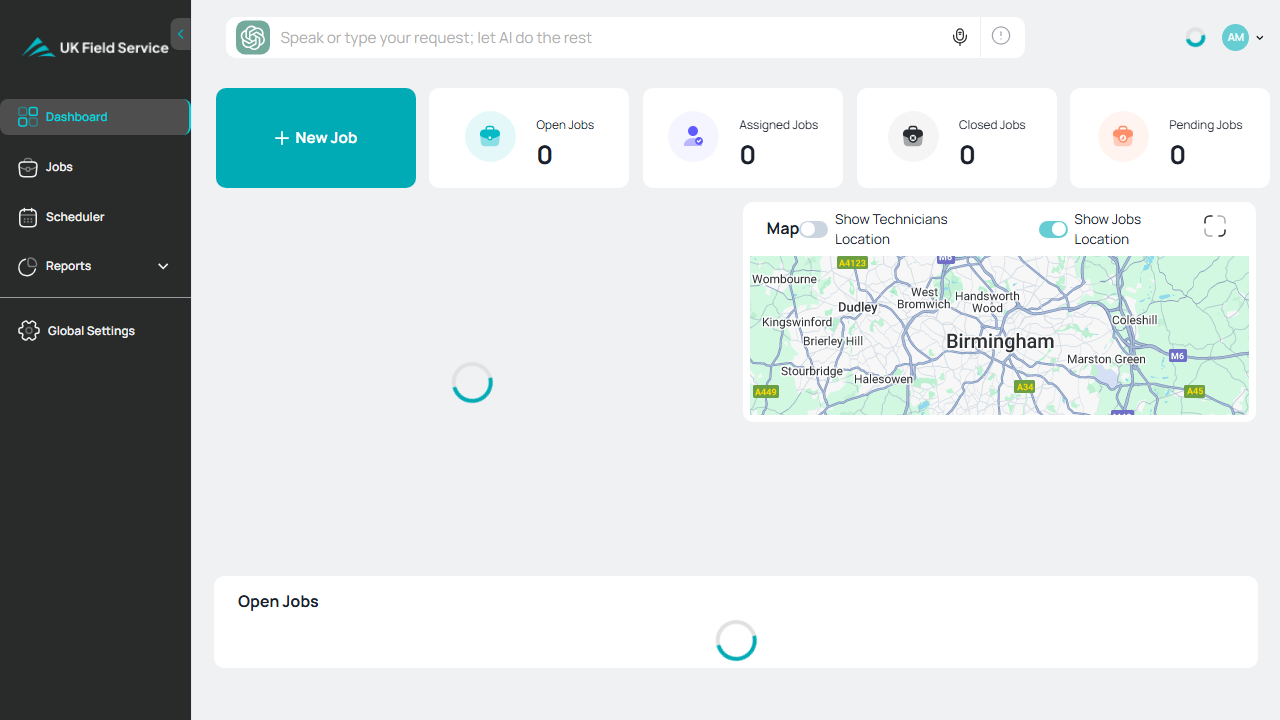 UK Field Service
Speak or type your request; let AI do the rest
AM
Dashboard
Jobs
Scheduler
Reports
Global Settings
+ New Job
Open Jobs
0
Assigned Jobs
0
Closed Jobs
0
Pending Jobs
0
Map
Show Technicians
Location
Show Jobs
Location
A4123
M6
Wombourne
West
Bromwich
Handsworth
Wood
Dudley
Coleshill
Kingswinford
Brierley Hill
Birmingham
M6
Marston Green
Stourbridge
Halesowen
A34
A449
A45
Open Jobs